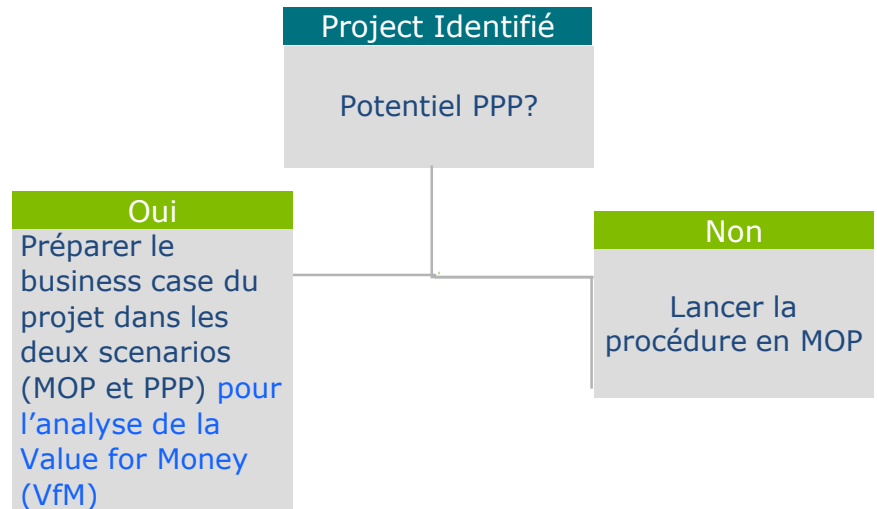 Project Identifié
Potentiel PPP?
Oui
Préparer le
business case du
projet dans les
deux scenarios
(MOP et PPP) pour
l’analyse de la
Value for Money
(VfM)
Non
Lancer la
procédure en MOP